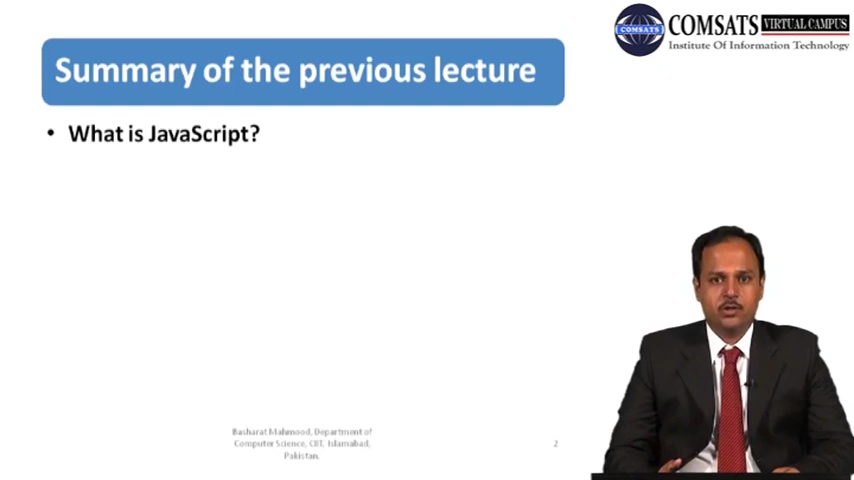 COMSATS VIRTUAL CAMPUS
COMSATS
Institute Of Information Technology
Summary of the previous lecture
• What is JavaScript?
Basharat Mahmood, Department of
Computer Science, CIIT, Islamabad,
Pakistan.
2